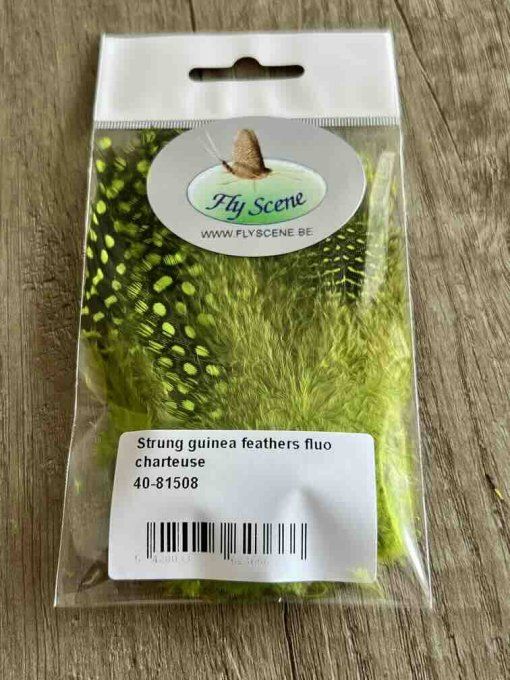 Fly Scene
WWW.FLYSCENE.BE
Strung guinea feathers fluo
charteuse
40-81508